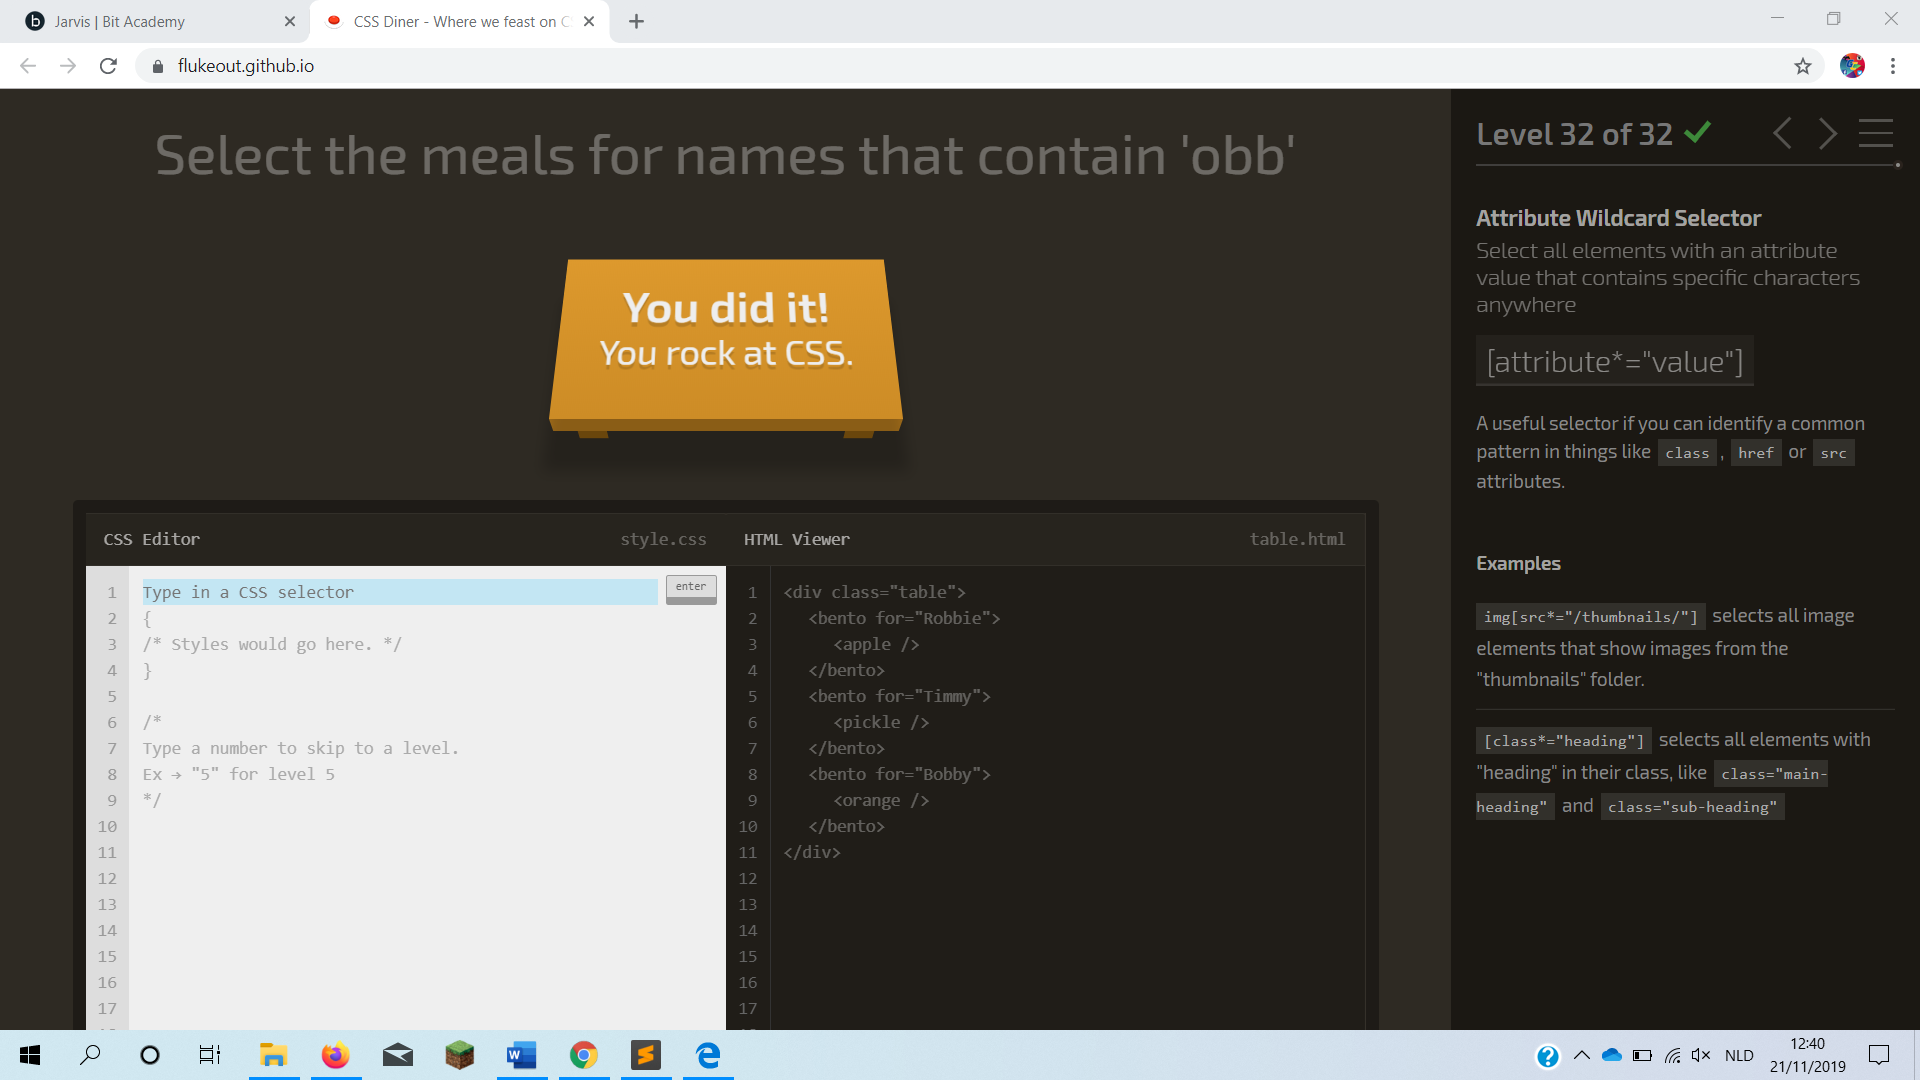 Jarvis | Bit Academy
CSS Diner - Where we feast on C
flukeout.github.io
Select the meals for names that contain 'obb'
You did it!
You rock at CSS.
CSS Editor
style.css
HTML Viewer
table.html
1 Type in a CSS selector
enter
2 {
3 /* Styles would go here. */
4 }
5
6 /*
7 Type a number to skip to a level.
8 Ex → "5" for level 5
9 */
10
11
12
13
14
15
16
17
1 <div class="table">
2 <bento for="Robbie">
3 <apple />
4 </bento>
5 <bento for="Timmy">
6 <pickle />
7 </bento>
8 <bento for="Bobby">
9 <orange />
10 </bento>
11 </div>
12
13
14
15
16
17
Level 32 of 32
Attribute Wildcard Selector
Select all elements with an attribute
value that contains specific characters
anywhere
[attribute*="value"]
A useful selector if you can identify a common
pattern in things like class , href or src
attributes.
Examples
img[src*="/thumbnails/"] selects all image
elements that show images from the
"thumbnails" folder.
[class*="heading"] selects all elements with
"heading" in their class, like class="main-
heading" and class="sub-heading"
NLD
12:40
21/11/2019